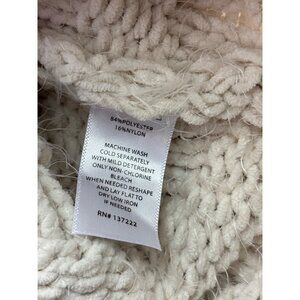 84%POLYESTER
16%NYLON
MACHINE WASH
COLD SEPARATELY
WITH MILD DETERGENT
ONLY NON-CHLORINE
BLEACH
WHEN NEEDED RESHAPE
AND LAY FLAT TO
DRY LOW IRON
IF NEEDED
RN# 137222